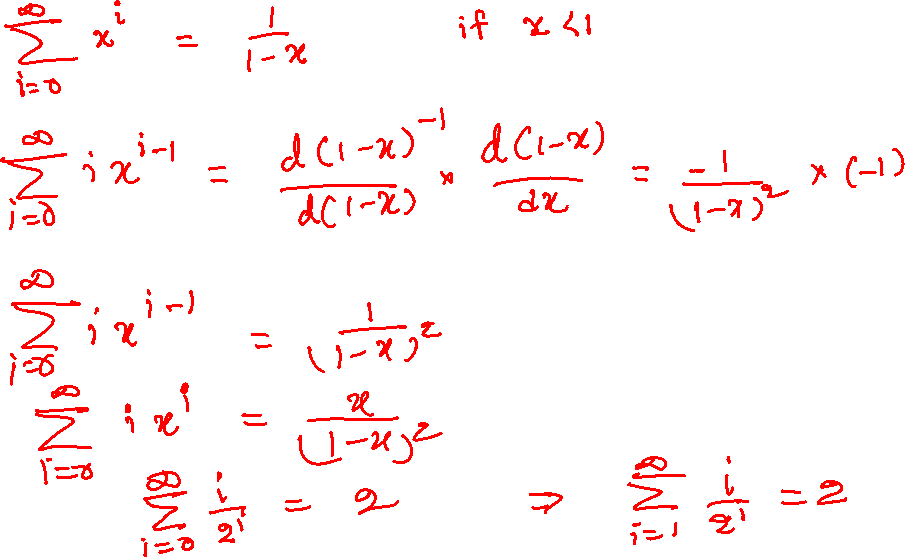 ∑_{i=0}^{∞} x^i = 1/(1-x) if x<1
∑_{i=0}^{∞} i x^{i-1} = d(1-x)^{-1}/d(1-x) × d(1-x)/dx = -1/(1-x)^2 × (-1)
∑_{i=0}^{∞} i x^{i-1} = 1/(1-x)^2
∑_{i=0}^{∞} i x^i = x/(1-x)^2
∑_{i=0}^{∞} i/2^i = 2 ⇒ ∑_{i=1}^{∞} i/2^i = 2